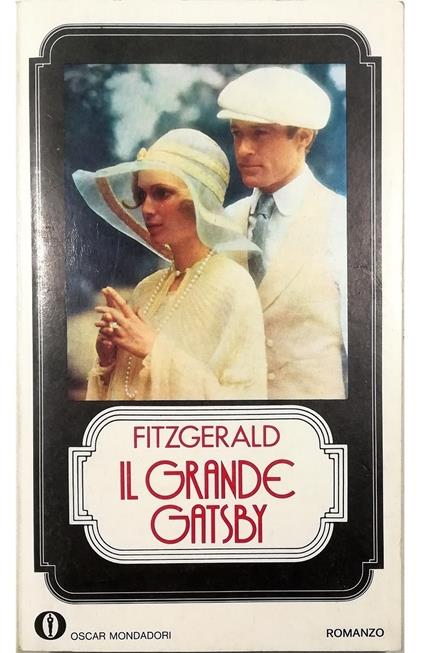 FITZGERALD
IL GRANDE
GATSBY
OSCAR MONDADORI
ROMANZO